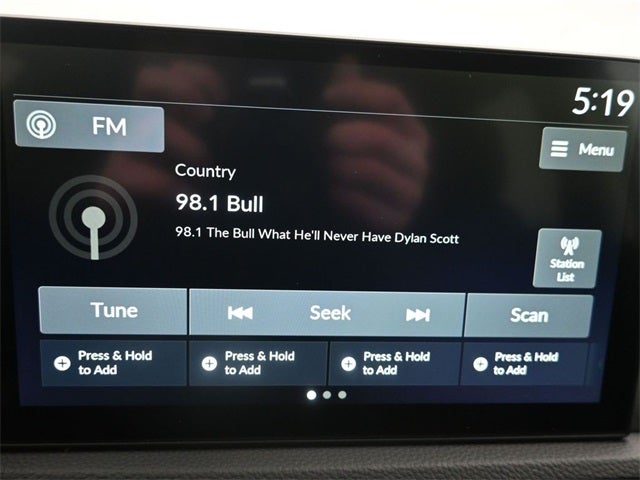 5:19
FM
Menu
Country
98.1 Bull
98.1 The Bull What He'll Never Have Dylan Scott
Station
List
Tune
Seek
Scan
Press & Hold
to Add
Press & Hold
to Add
Press & Hold
to Add
Press & Hold
to Add